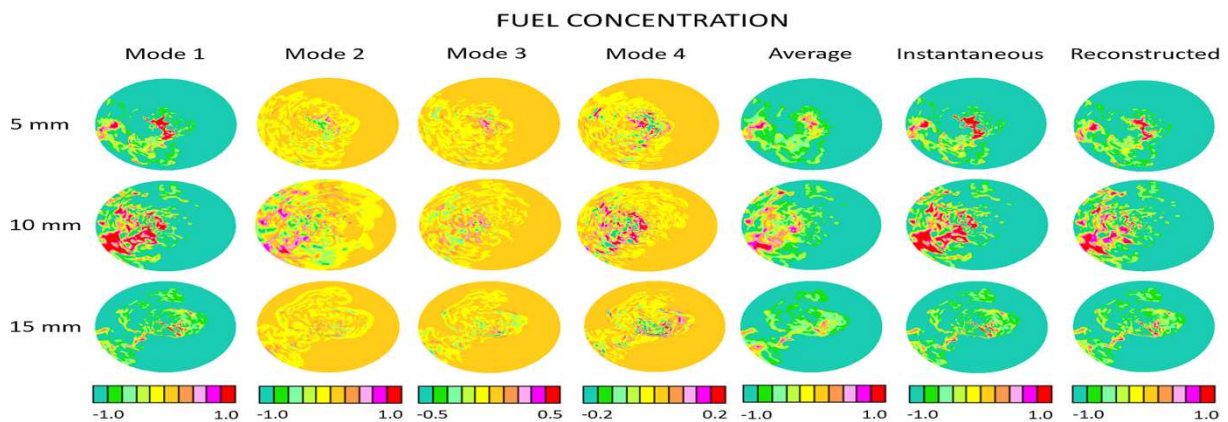 FUEL CONCENTRATION
Mode 1 Mode 2 Mode 3 Mode 4 Average Instantaneous Reconstructed
5 mm
10 mm
15 mm
-1.0 1.0 -1.0 1.0 -0.5 0.5 -0.2 0.2 -1.0 1.0 -1.0 1.0 -1.0 1.0